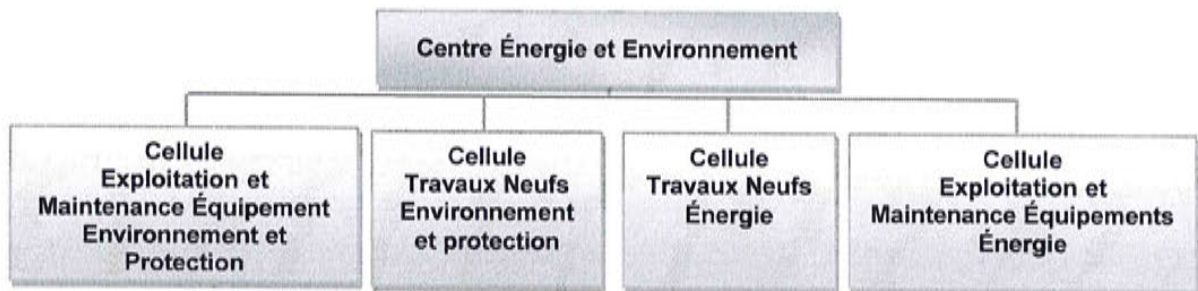 Centre Énergie et Environnement
Cellule
Exploitation et
Maintenance Équipement
Environnement et
Protection
Cellule
Travaux Neufs
Environnement
et protection
Cellule
Travaux Neufs
Énergie
Cellule
Exploitation et
Maintenance Équipements
Énergie